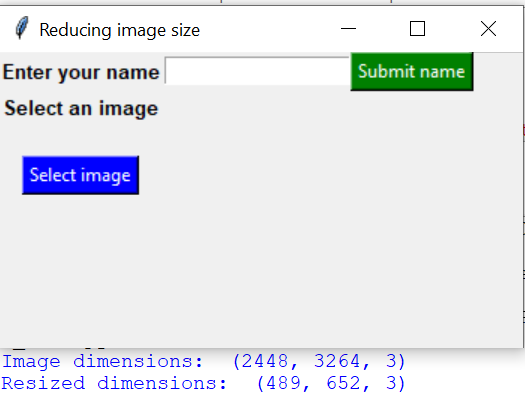 Reducing image size
Enter your name Submit name
Select an image
Select image
Image dimensions:  (2448, 3264, 3)
Resized dimensions:  (489, 652, 3)